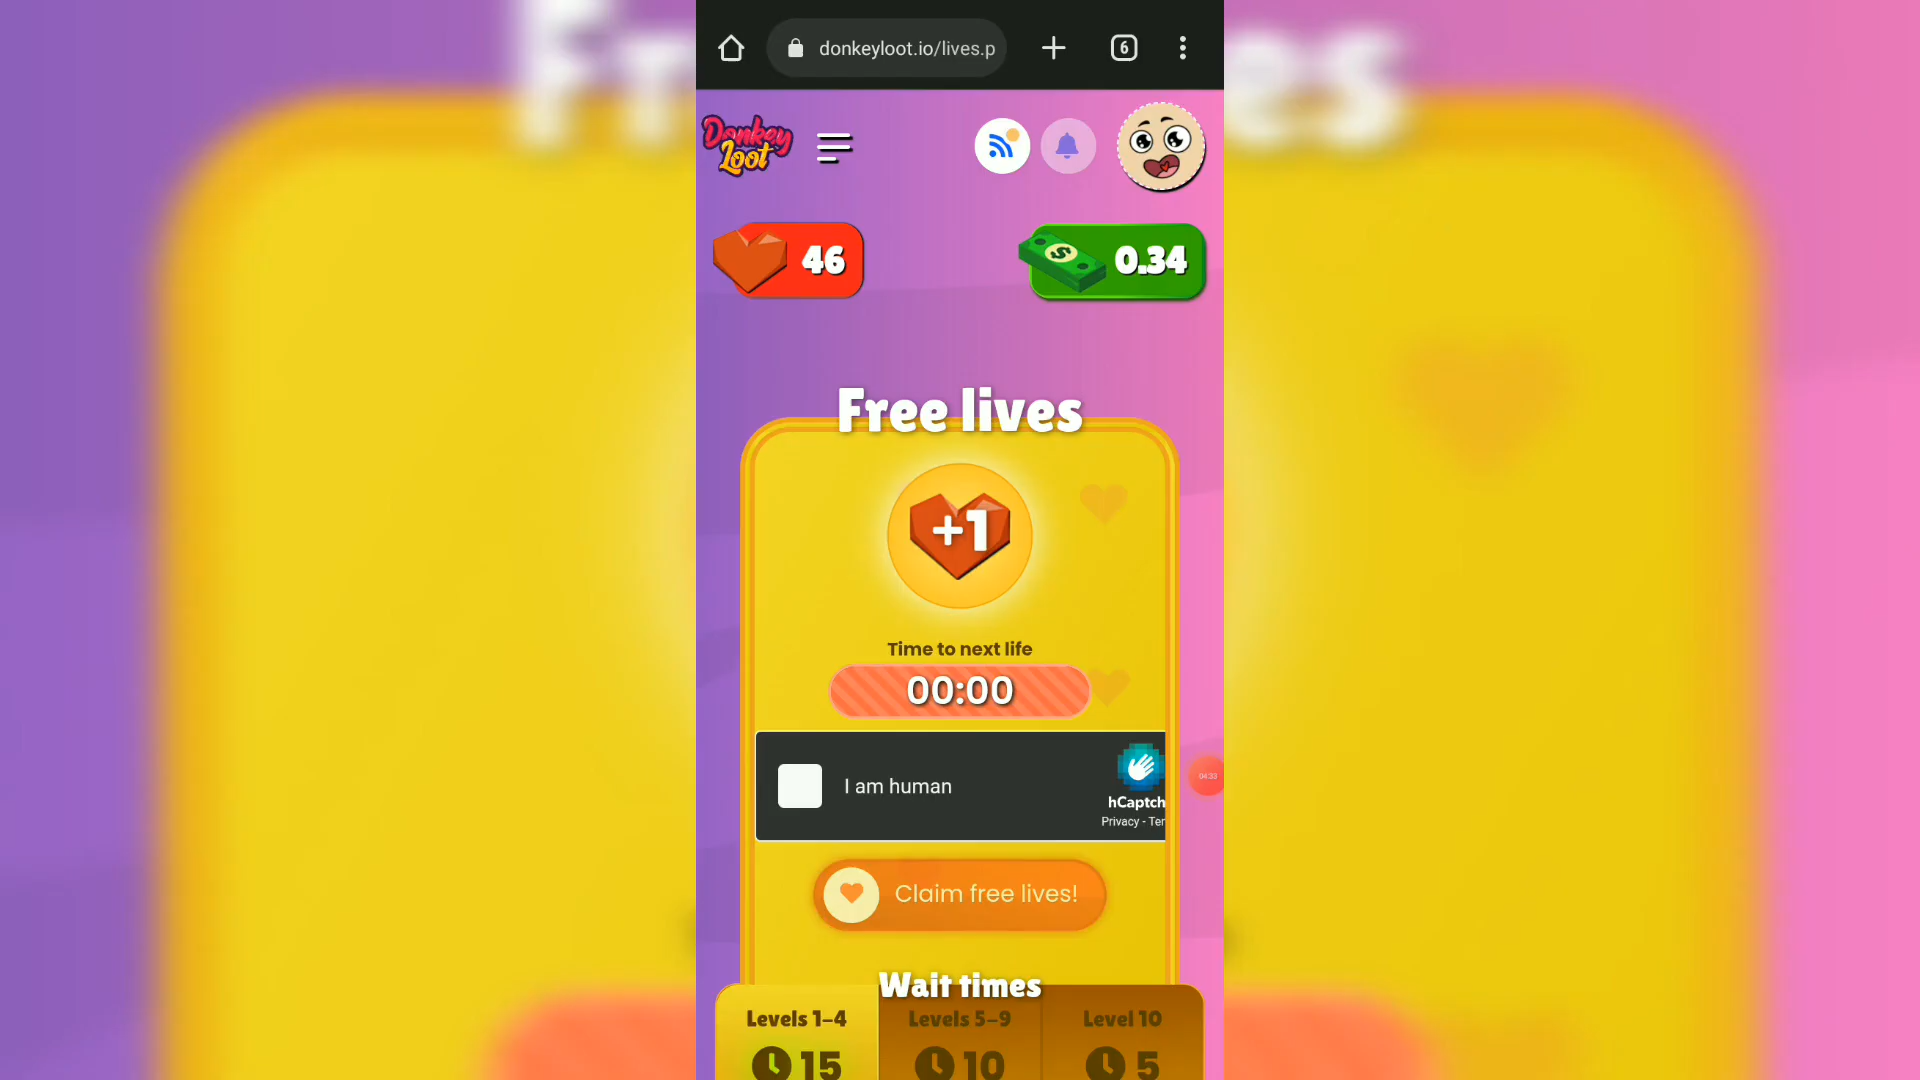 donkeyloot.io/lives.p
6
Donkey
Loot
46
$
0.34
Free lives
+1
Time to next life
00:00
I am human
hCaptch
Privacy - Ter
04:33
Claim free lives!
Wait times
Levels 1-4
Levels 5-9
Level 10
15
10
5